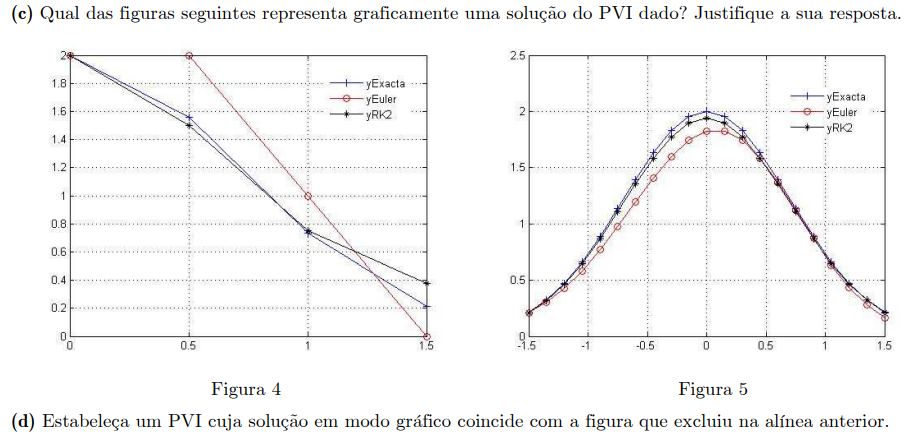 (c) Qual das figuras seguintes representa graficamente uma solução do PVI dado? Justifique a sua resposta.
2
1.8
1.6
1.4
1.2
1
0.8
0.6
0.4
0.2
0
0 0.5 1 1.5
yExacta
yEuler
yRK2
2.5
2
1.5
1
0.5
0
-1.5 -1 -0.5 0 0.5 1 1.5
yExacta
yEuler
yRK2
Figura 4
Figura 5
(d) Estabeleça um PVI cuja solução em modo gráfico coincide com a figura que excluiu na alínea anterior.